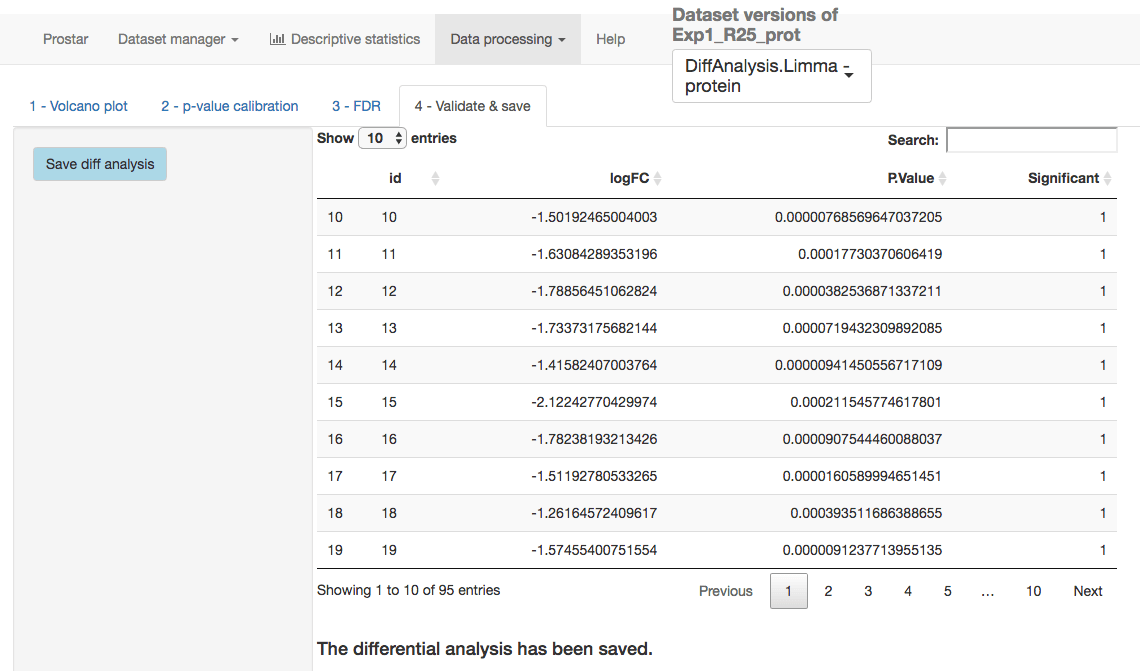 Dataset versions of
Exp1_R25_prot
Prostar Dataset manager Descriptive statistics Data processing Help
DiffAnalysis.Limma -
protein
1 - Volcano plot 2 - p-value calibration 3 - FDR 4 - Validate & save
Save diff analysis
Show 10 entries Search:
id logFC P.Value Significant
10 10 -1.50192465004003 0.00000768569647037205 1
11 11 -1.63084289353196 0.00017730370606419 1
12 12 -1.78856451062824 0.0000382536871337211 1
13 13 -1.73373175682144 0.0000719432309892085 1
14 14 -1.41582407003764 0.00000941450556717109 1
15 15 -2.12242770429974 0.000211545774617801 1
16 16 -1.78238193213426 0.0000907544460088037 1
17 17 -1.51192780533265 0.0000160589994651451 1
18 18 -1.26164572409617 0.000393511686388655 1
19 19 -1.57455400751554 0.0000091237713955135 1
Showing 1 to 10 of 95 entries Previous 1 2 3 4 5 ... 10 Next
The differential analysis has been saved.